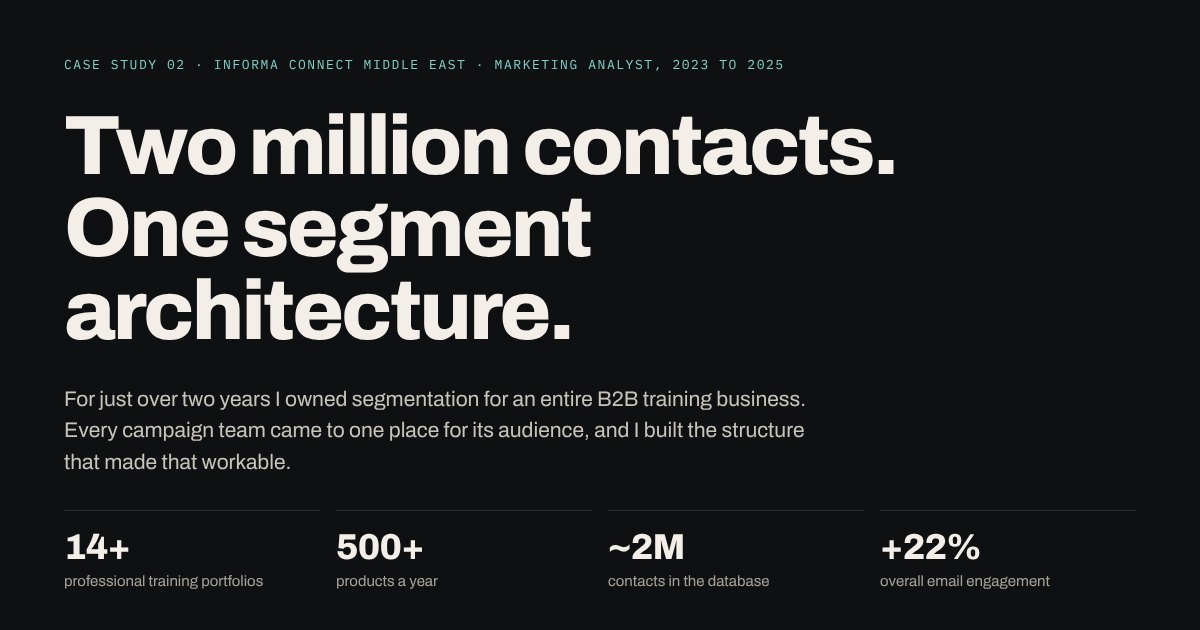 CASE STUDY 02 · INFORMA CONNECT MIDDLE EAST · MARKETING ANALYST, 2023 TO 2025
Two million contacts.
One segment
architecture.
For just over two years I owned segmentation for an entire B2B training business.
Every campaign team came to one place for its audience, and I built the structure
that made that workable.
14+
professional training portfolios
500+
products a year
~2M
contacts in the database
+22%
overall email engagement